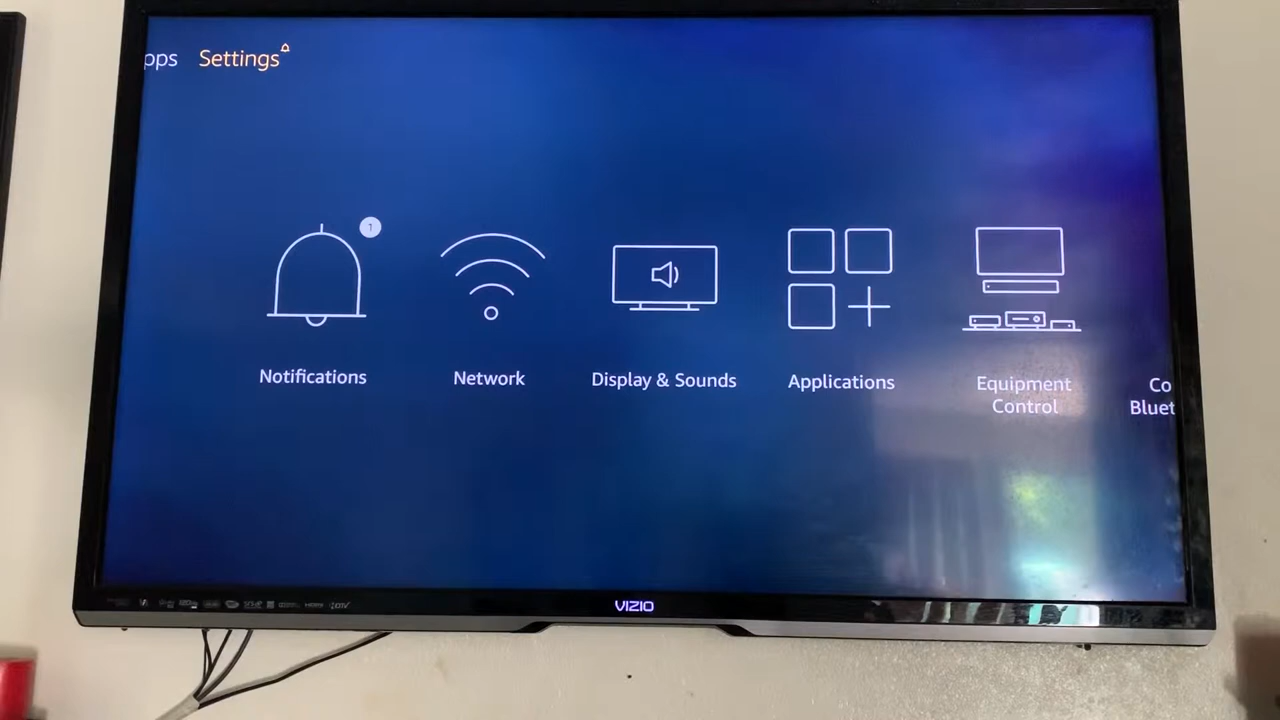 pps Settings
1
Notifications
Network
Display & Sounds
Applications
Equipment
Control
Co
Bluet
VIZIO